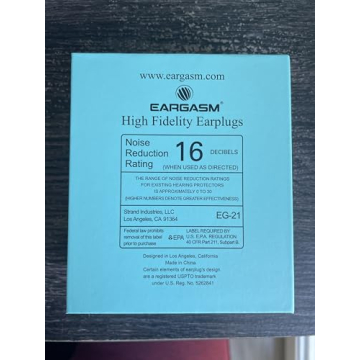 www.eargasm.com
EARGASM®
High Fidelity Earplugs
Noise
Reduction
Rating
16 DECIBELS
(WHEN USED AS DIRECTED)
THE RANGE OF NOISE REDUCTION RATINGS
FOR EXISTING HEARING PROTECTORS
IS APPROXIMATELY 0 TO 30
(HIGHER NUMBERS DENOTE GREATER EFFECTIVENESS)
Strand Industries, LLC
Los Angeles, CA 91364
EG-21
Federal law prohibits
removal of this label
prior to purchase
EPA
LABEL REQUIRED BY
U.S. E.P.A. REGULATION
40 CFR Part 211, Subpart B
Designed in Los Angeles, California
Made in China
Certain elements of earplug's design
are a registered USPTO trademark
under U.S. Reg. No. 5262641